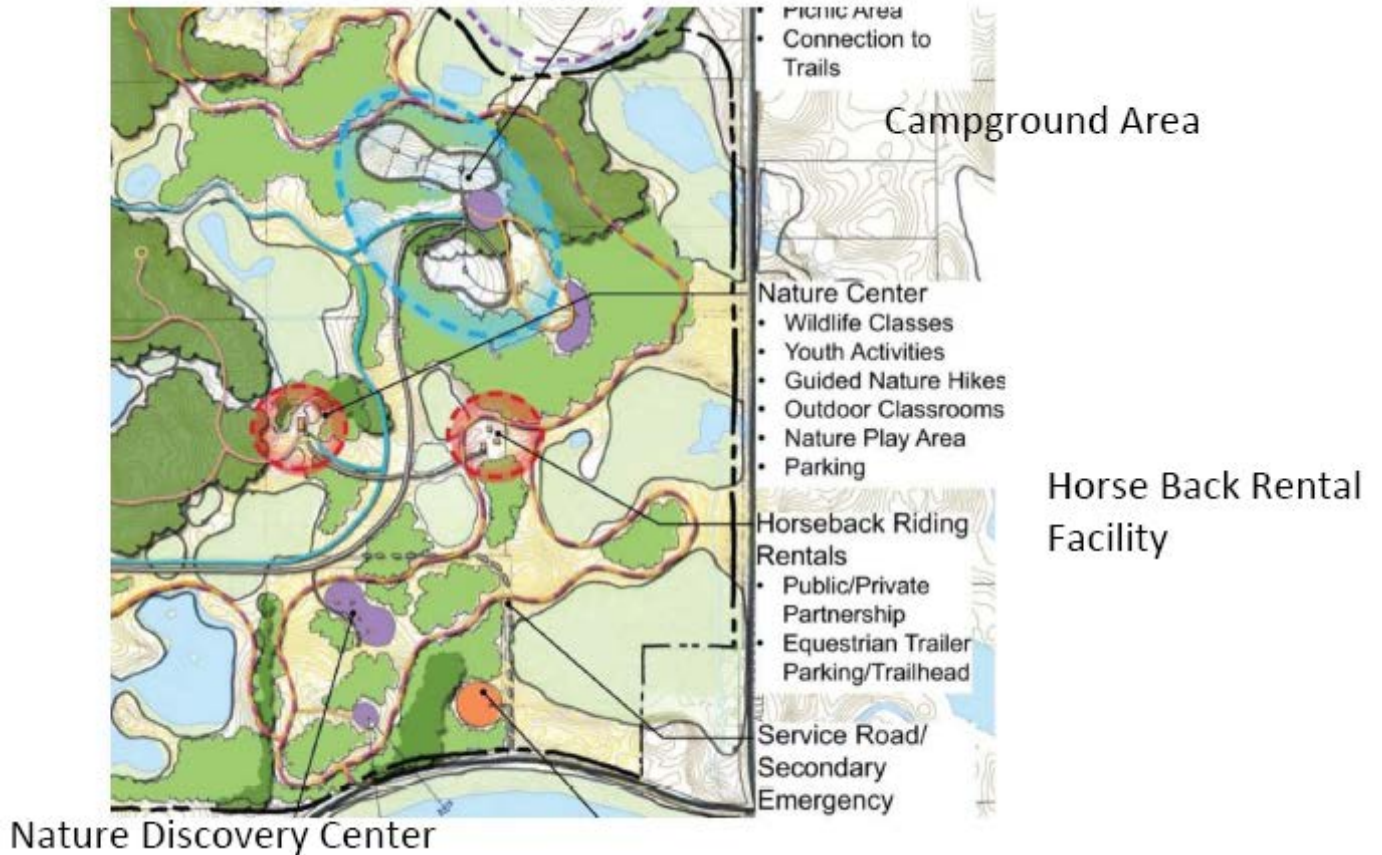 Picnic Area
• Connection to
Trails
Campground Area
Nature Center
• Wildlife Classes
• Youth Activities
• Guided Nature Hikes
• Outdoor Classrooms
• Nature Play Area
• Parking
Horse Back Rental
Facility
Horseback Riding
Rentals
• Public/Private
Partnership
• Equestrian Trailer
Parking/Trailhead
Service Road/
Secondary
Emergency
Nature Discovery Center